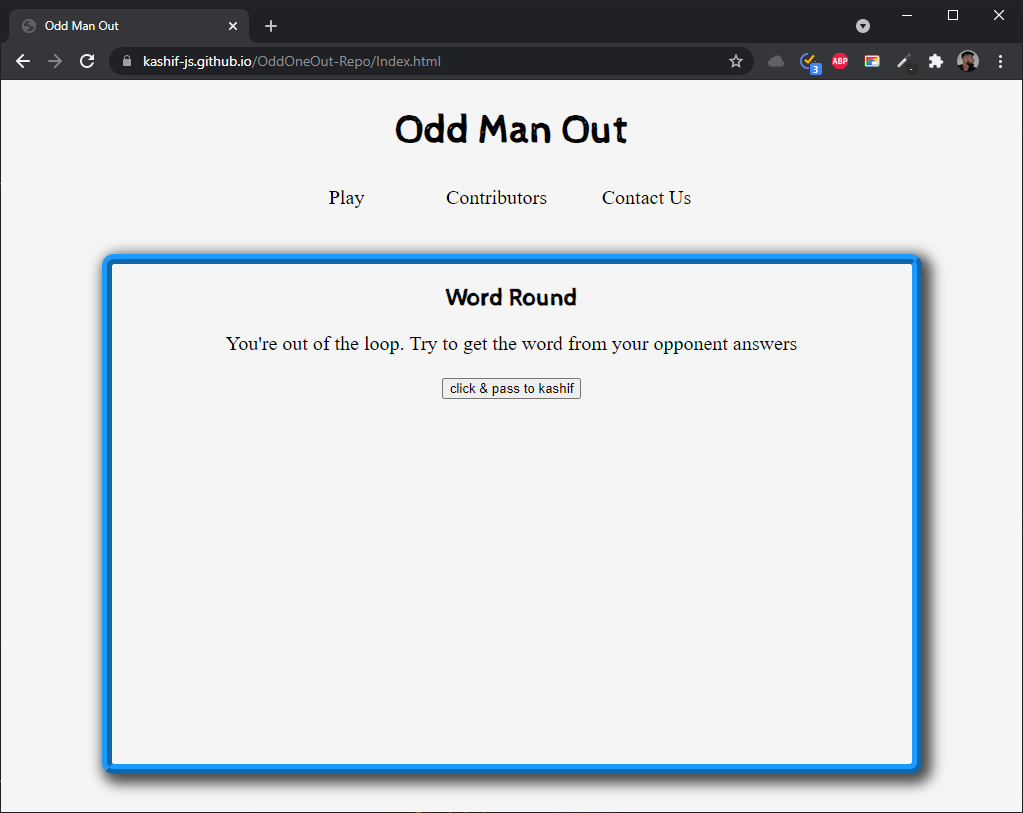 Odd Man Out
kashif-js.github.io/OddOneOut-Repo/Index.html
3
ABP
Odd Man Out
Play Contributors Contact Us
Word Round
You're out of the loop. Try to get the word from your opponent answers
click & pass to kashif